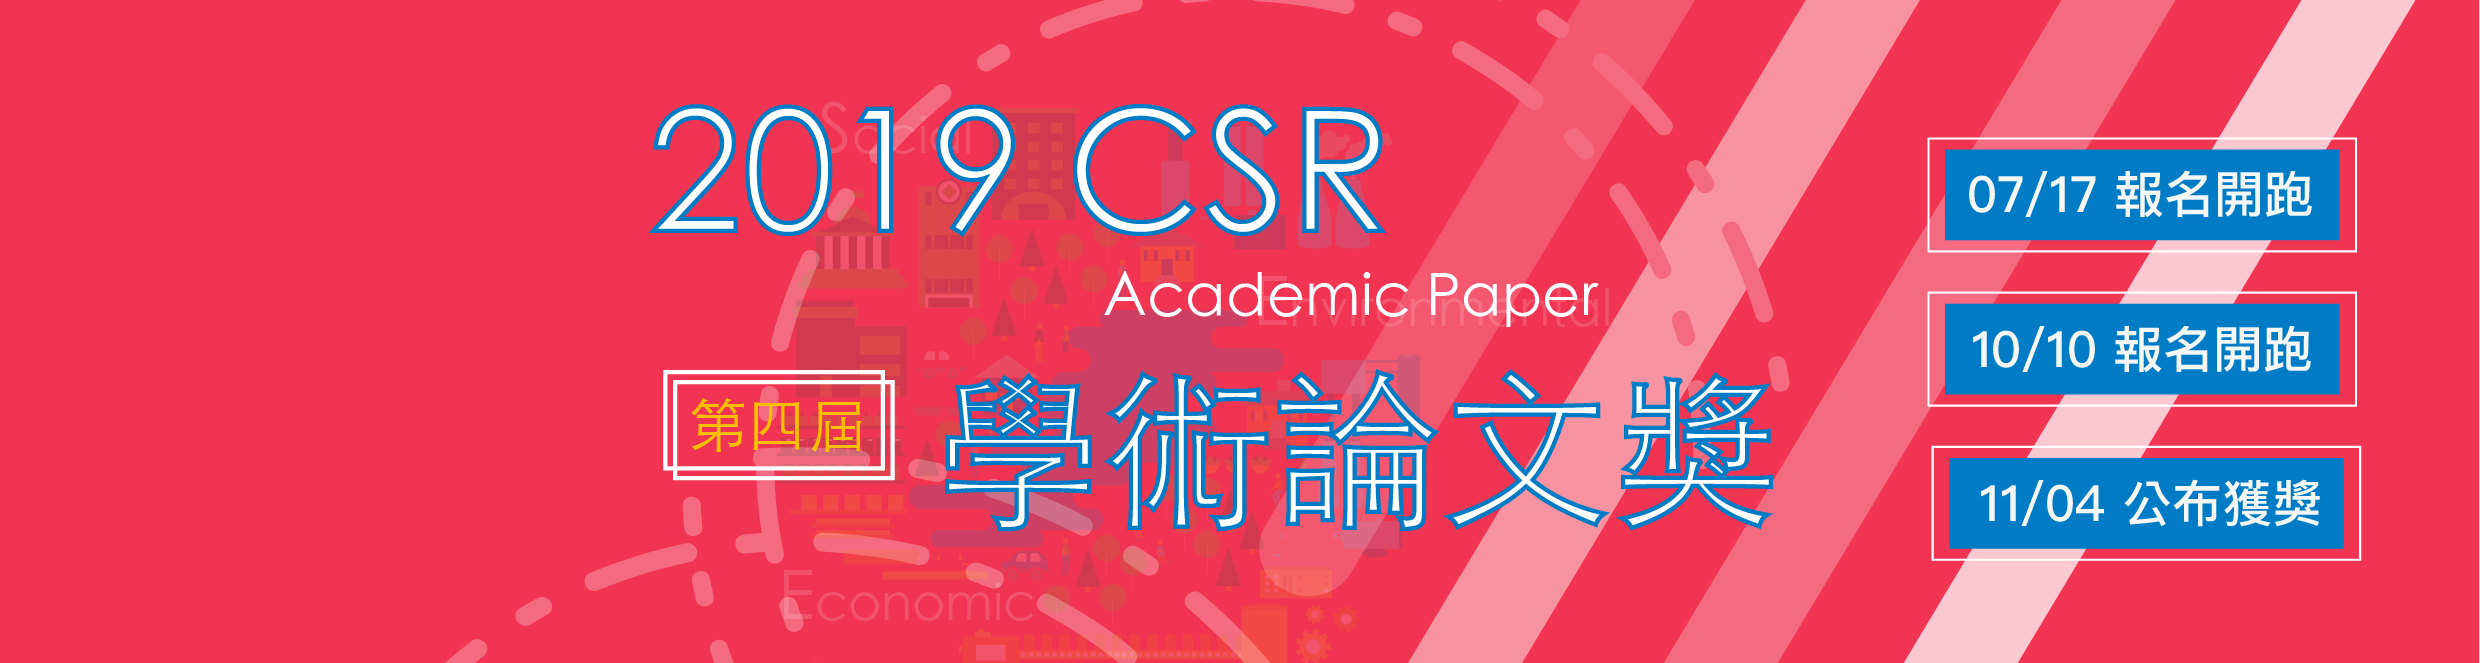 2019 CSR
Social
Academic Paper
Environmental
第四屆 學術論文獎
Economic
07/17 報名開跑
10/10 報名開跑
11/04 公布獲獎